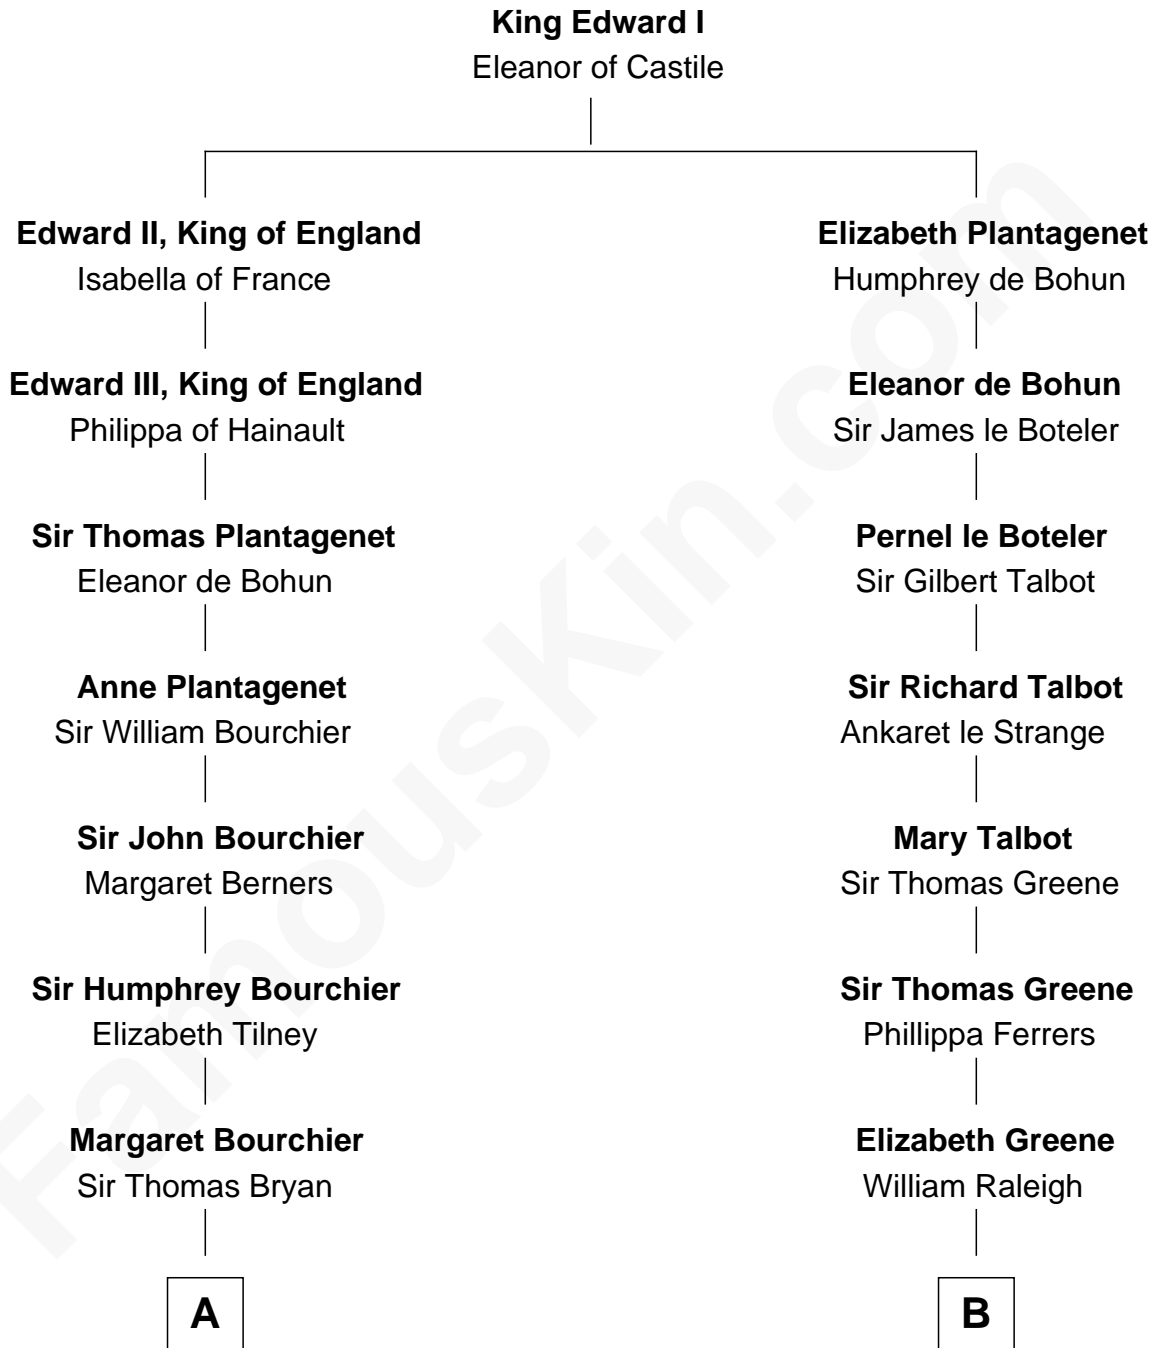 King Edward I
Eleanor of Castile
Edward II, King of England
Isabella of France
Elizabeth Plantagenet
Humphrey de Bohun
Edward III, King of England
Philippa of Hainault
Eleanor de Bohun
Sir James le Boteler
Sir Thomas Plantagenet
Eleanor de Bohun
Pernel le Boteler
Sir Gilbert Talbot
Anne Plantagenet
Sir William Bourchier
Sir Richard Talbot
Ankaret le Strange
Sir John Bourchier
Margaret Berners
Mary Talbot
Sir Thomas Greene
Sir Humphrey Bourchier
Elizabeth Tilney
Sir Thomas Greene
Phillippa Ferrers
Margaret Bourchier
Sir Thomas Bryan
Elizabeth Greene
William Raleigh
A
B
FamousKin.com